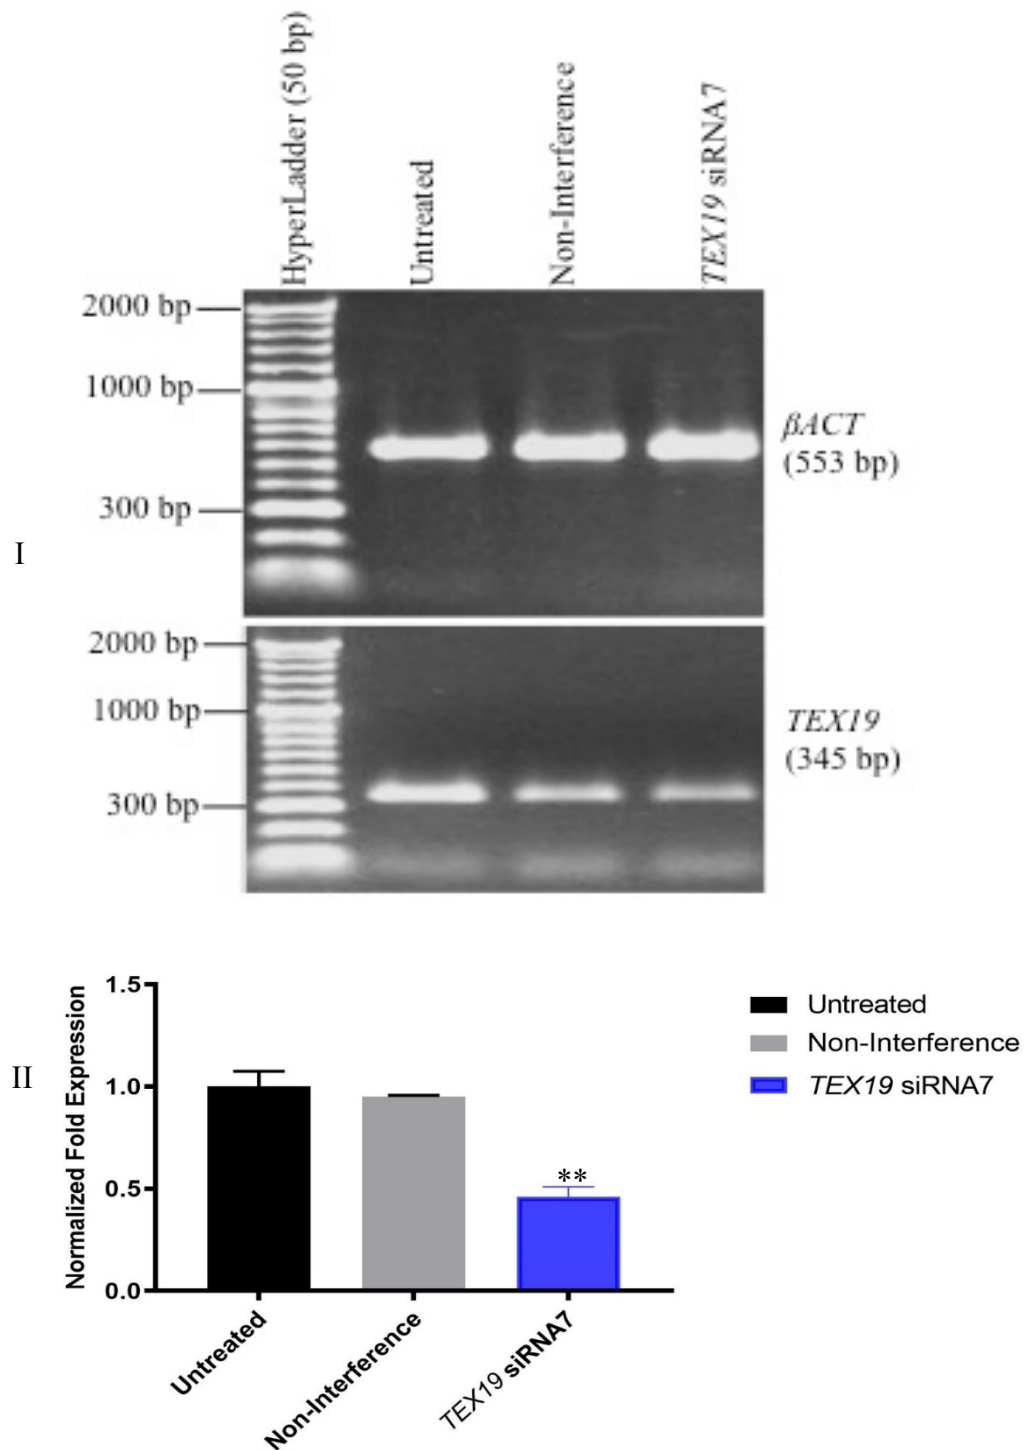 HyperLadder (50 bp)
Untreated
Non-Interference
TEX19 siRNA7
2000 bp
1000 bp
300 bp
βACT
(553 bp)
I
2000 bp
1000 bp
300 bp
TEX19
(345 bp)
II
Normalized Fold Expression
1.5
1.0
0.5
0.0
**
Untreated
Non-Interference
TEX19 siRNA7
Untreated
Non-Interference
TEX19 siRNA7